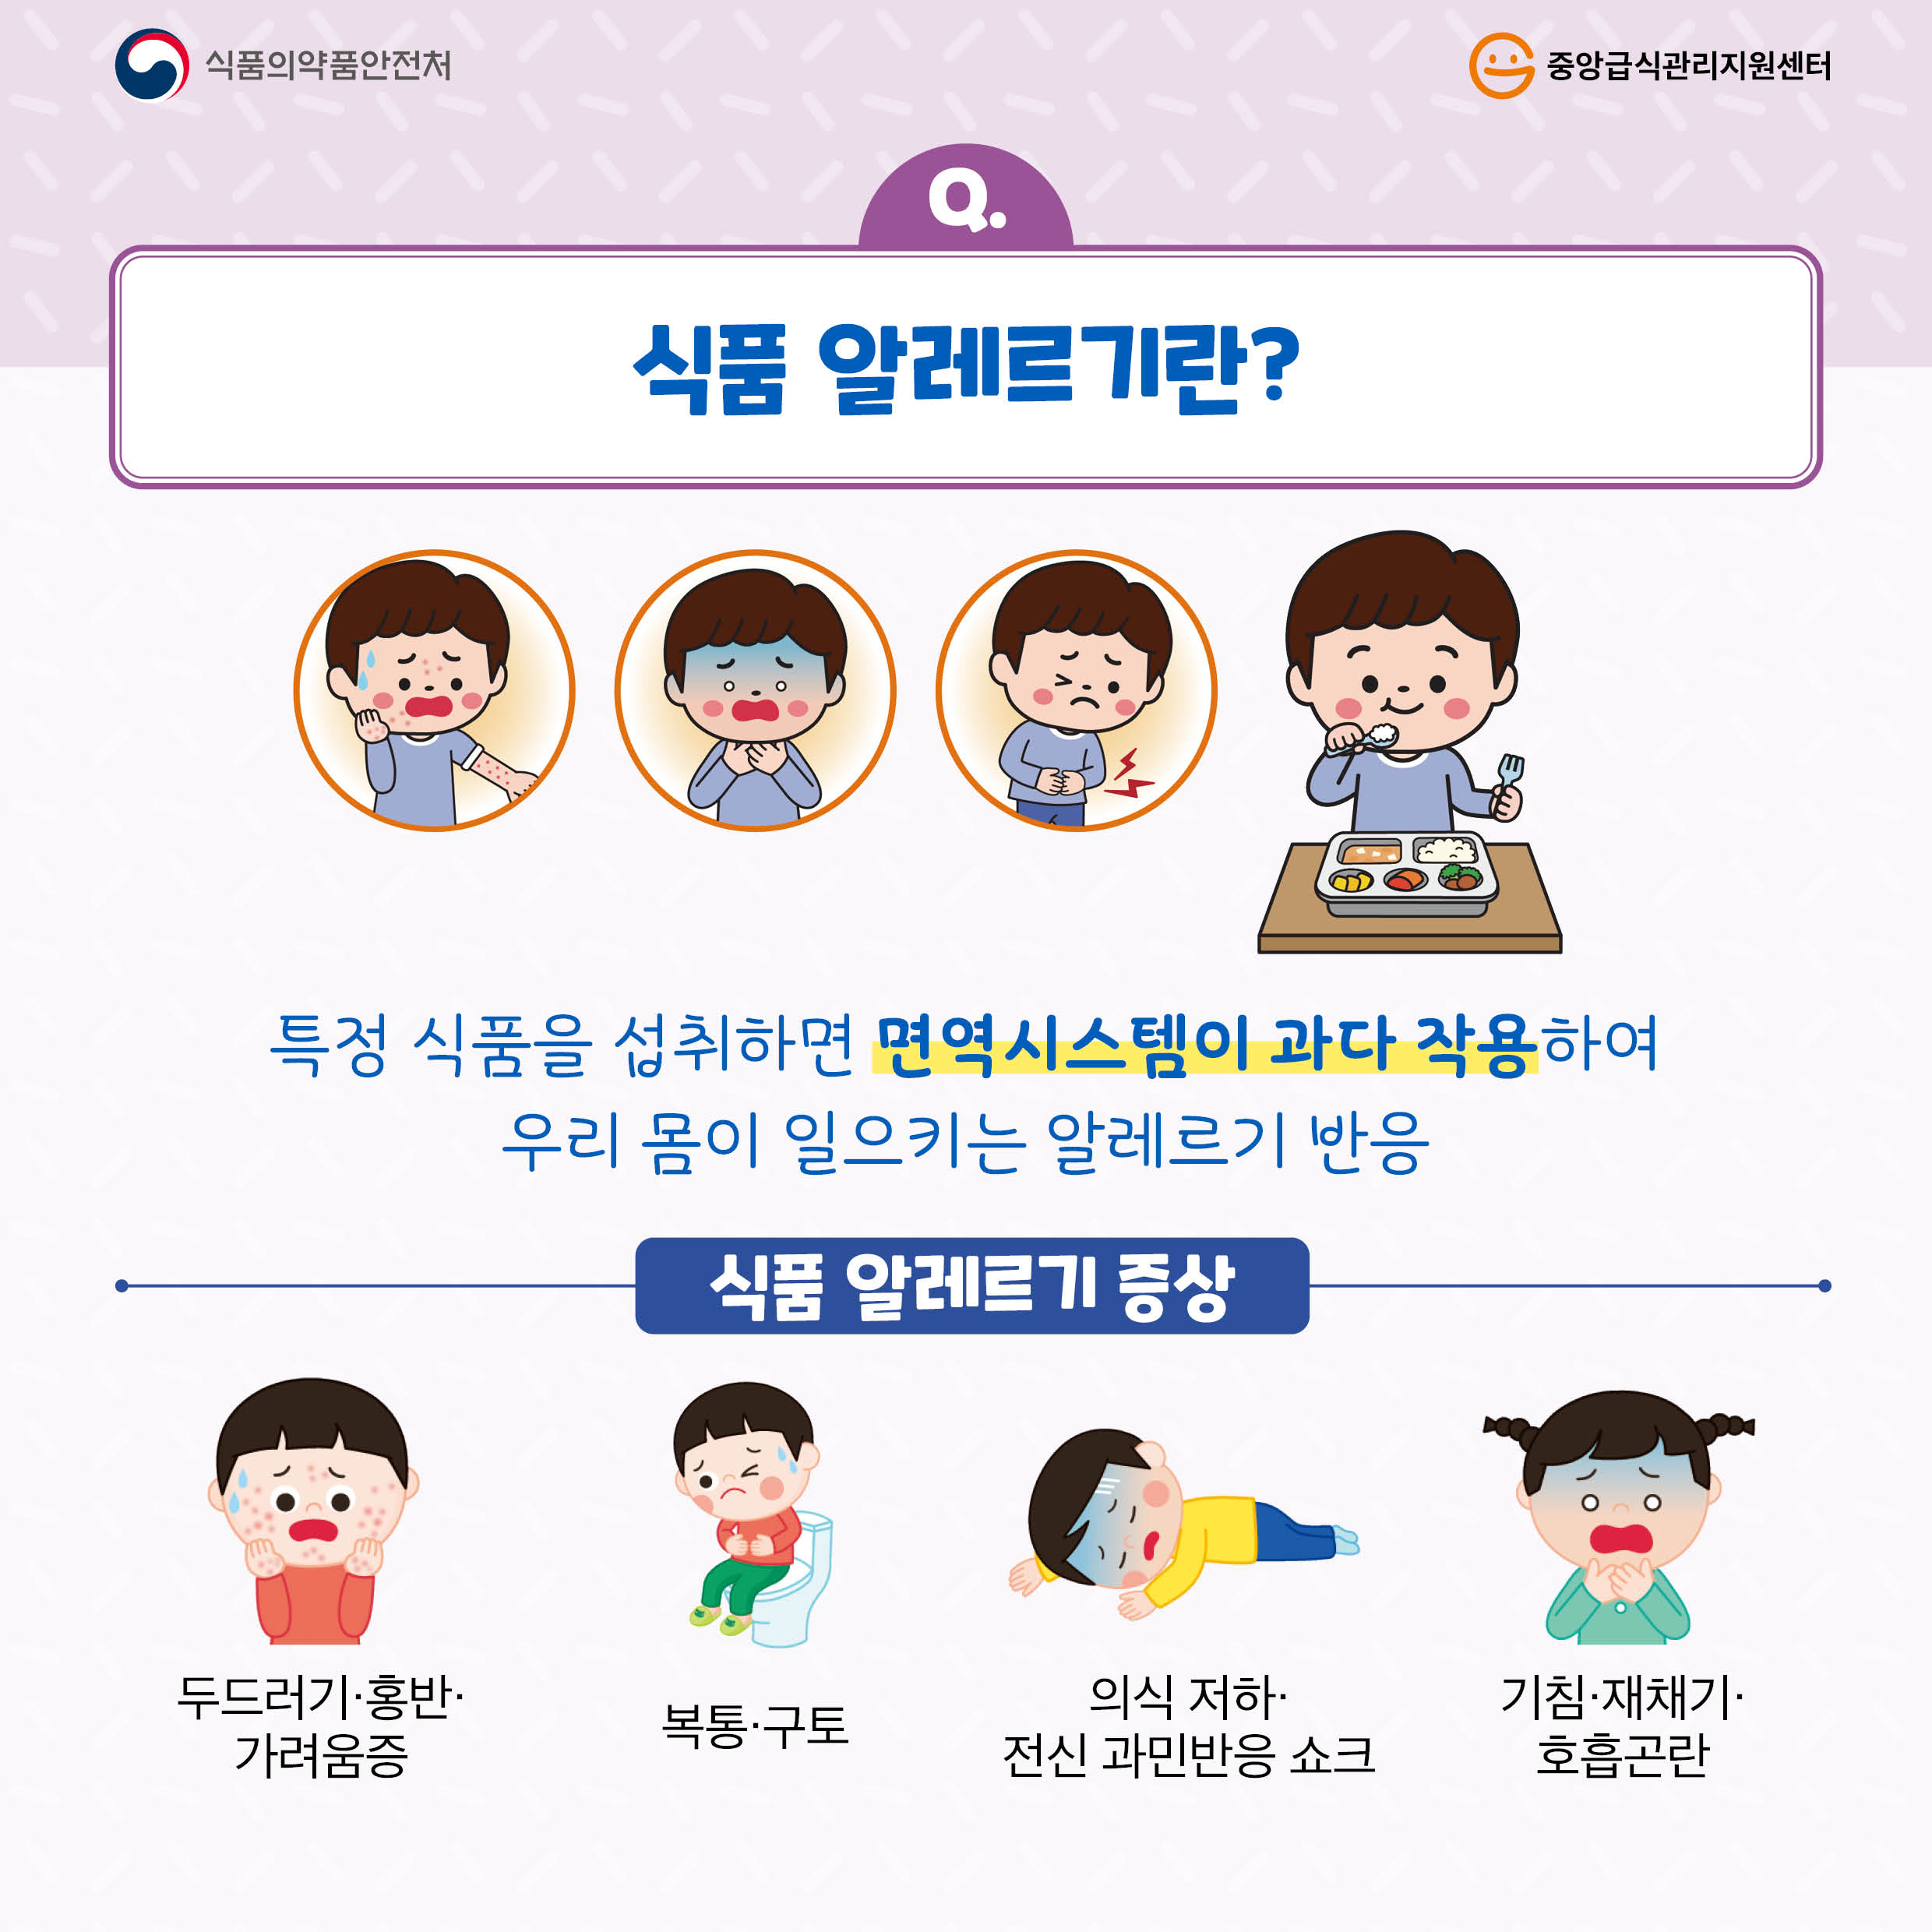 식품의약품안전처
중앙급식관리지원센터
Q.
식품 알레르기란?
특정 식품을 섭취하면 면역시스템이 과다 작용하여
우리 몸이 일으키는 알레르기 반응
식품 알레르기 증상
두드러기·홍반·
가려움증
복통·구토
의식 저하·
전신 과민반응 쇼크
기침·재채기·
호흡곤란